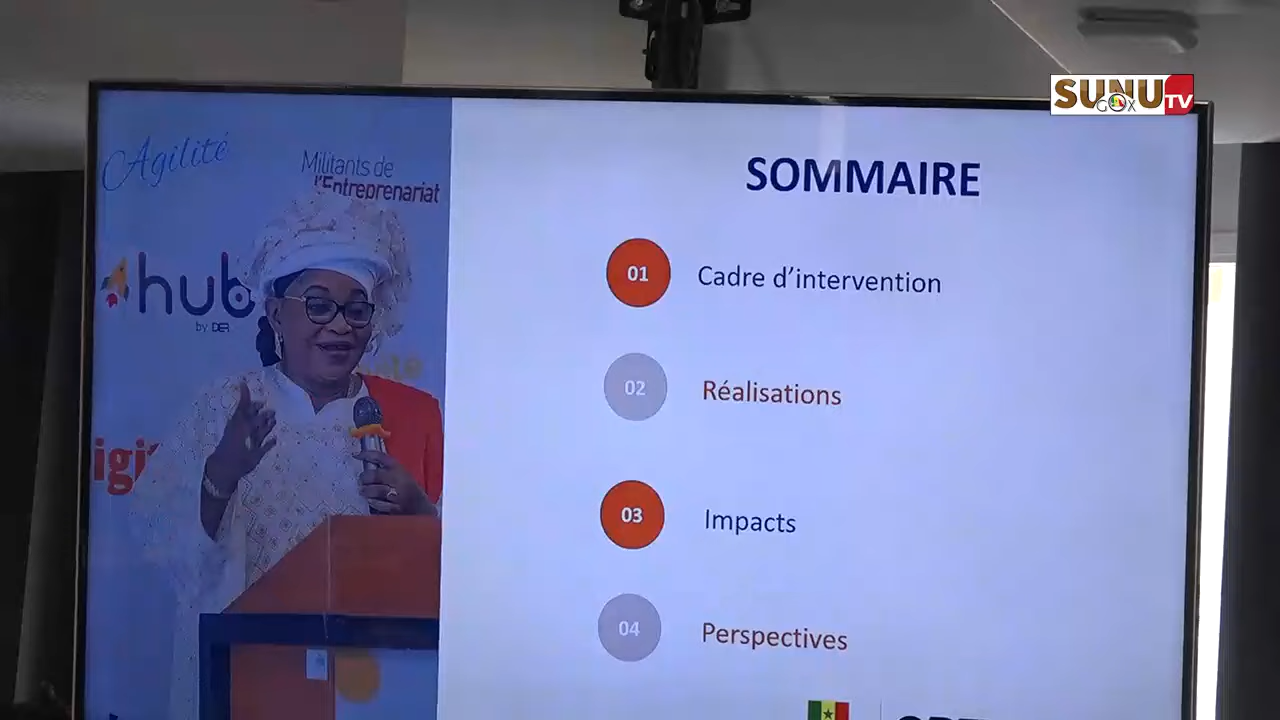 SUNU
GOX
TV
Agilité
Militants de
l'Entreprenariat
hub
by DER
SOMMAIRE
01 Cadre d'intervention
02 Réalisations
03 Impacts
04 Perspectives